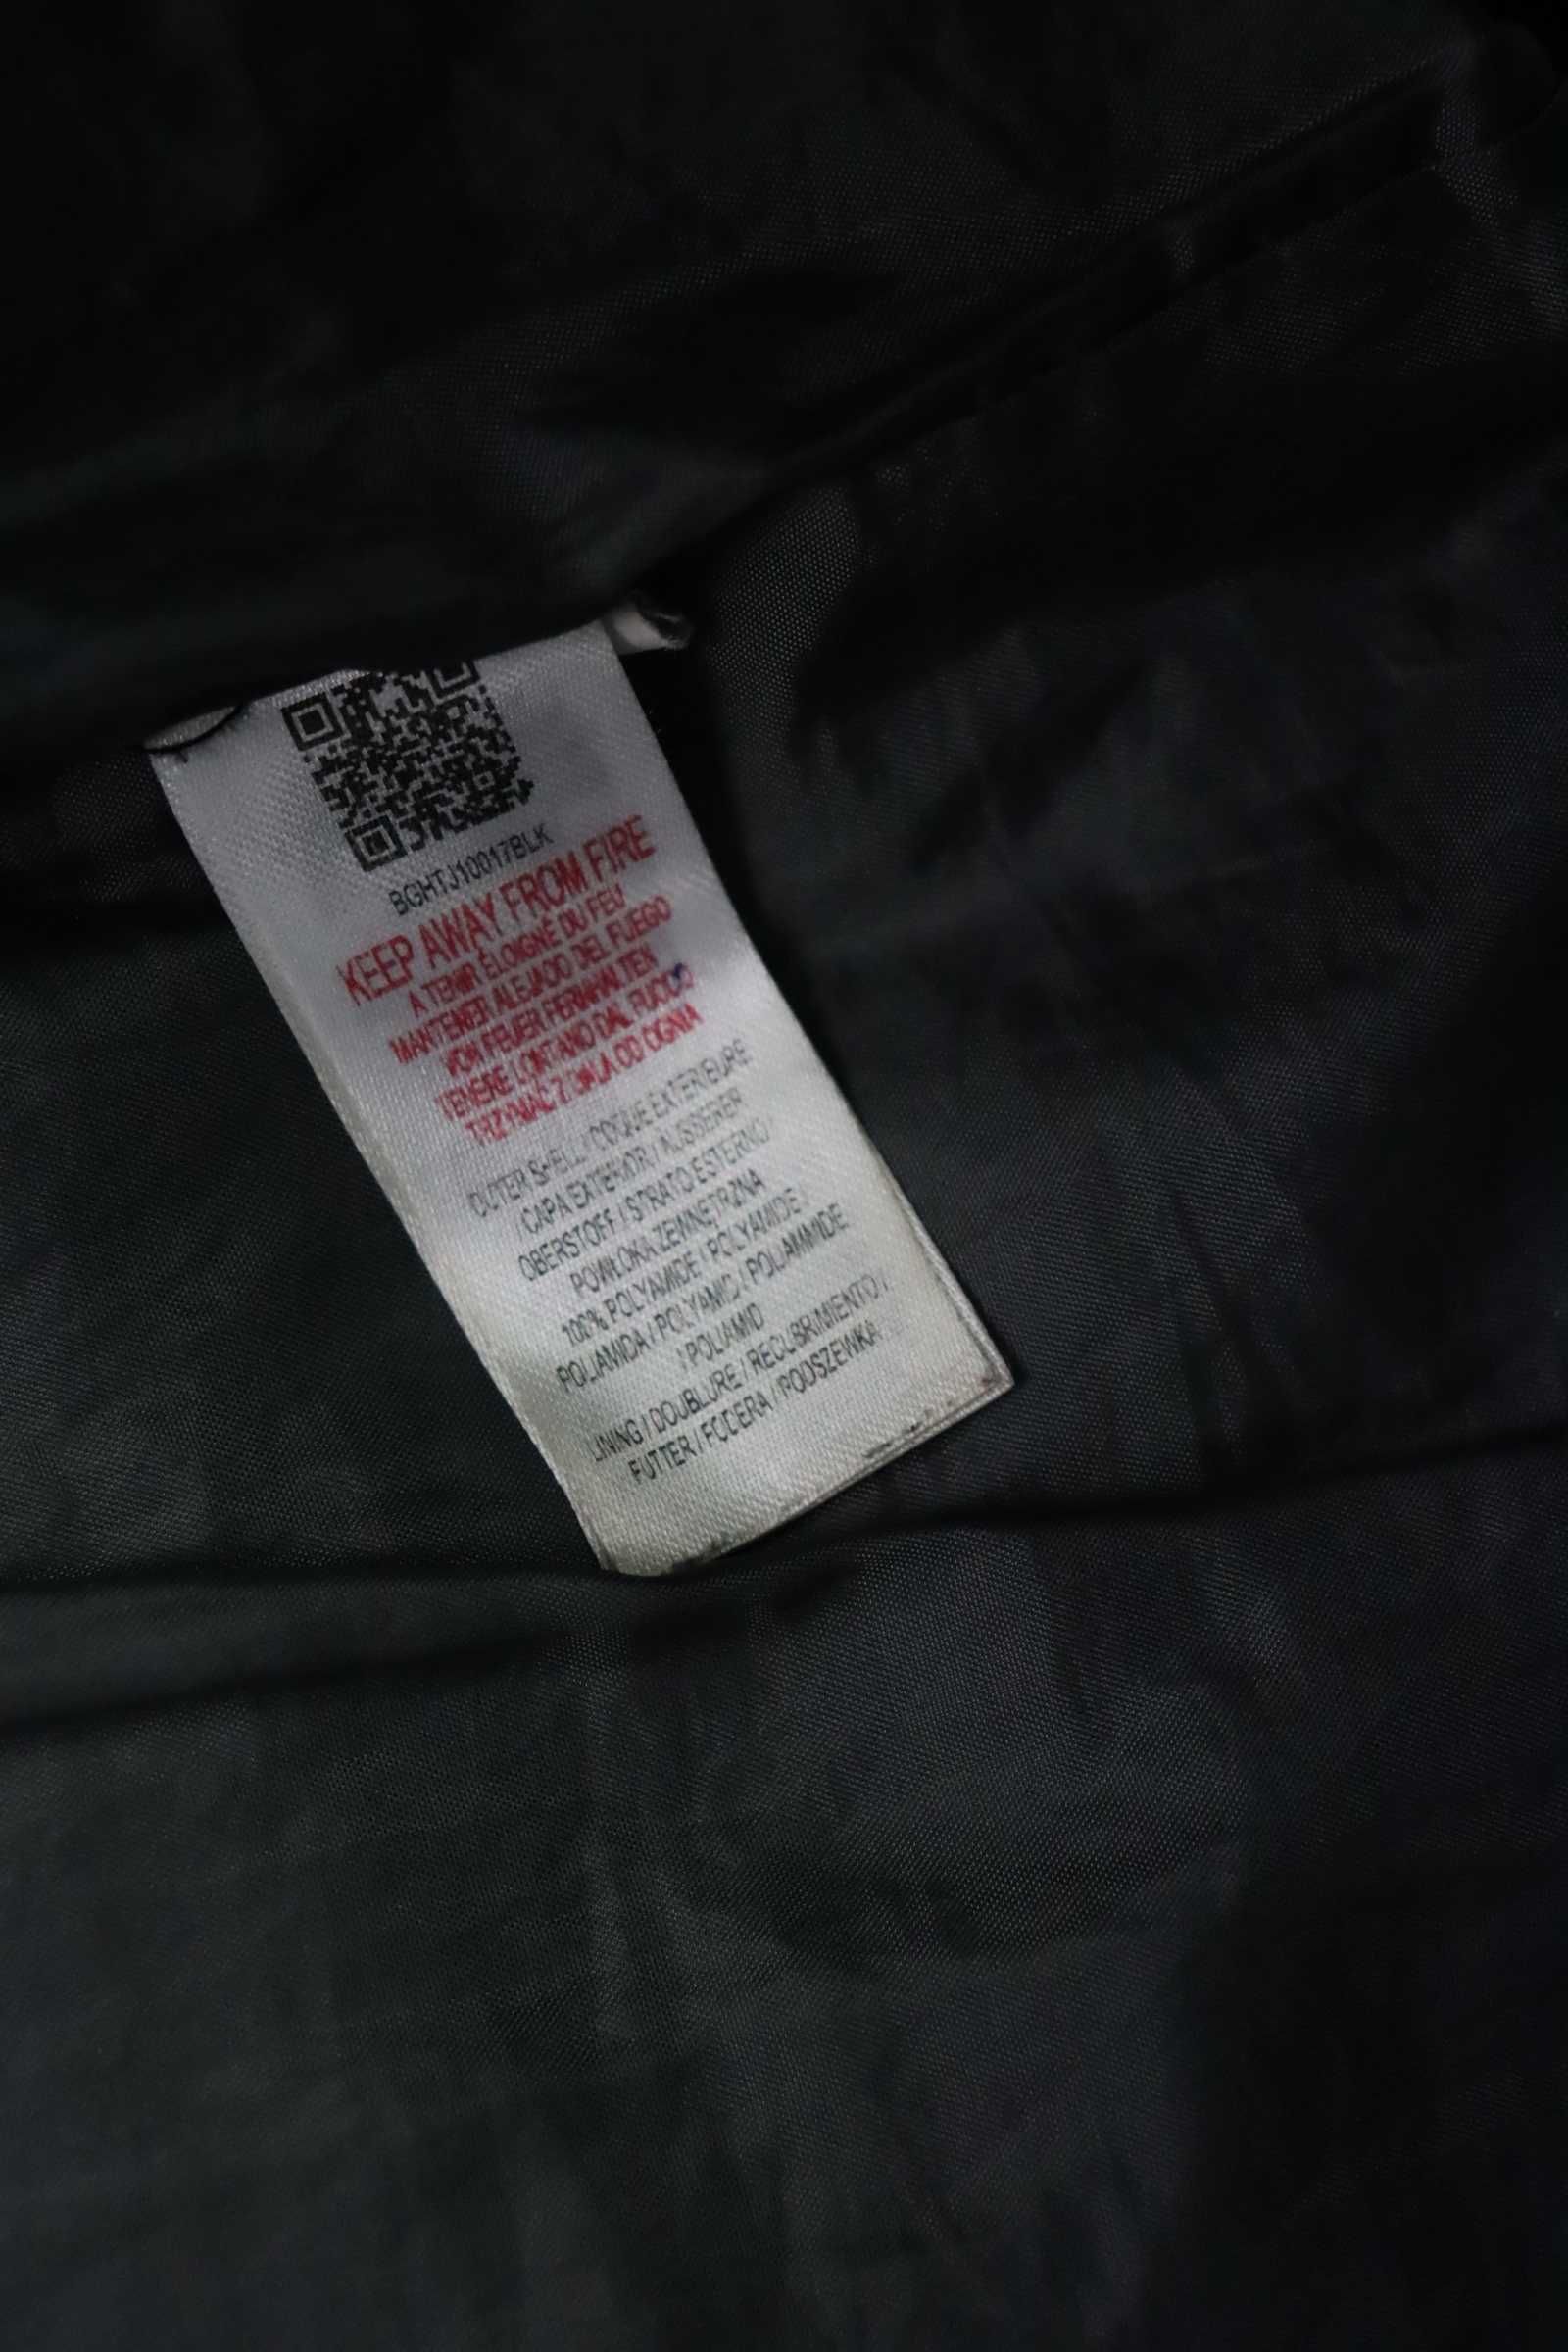 BGHTJ10017BLK
KEEP AWAY FROM FIRE
A TENIR ÉLOIGNÉ DU FEU
MANTENER ALEJADO DEL FUEGO
VOR FEWER FERNHALTEN
TENERE LONTANO DAL FUOCO
TRZYMAĆ Z DALA OD OGNIA
OUTER SHELL / COQUE EXTERIEURE
/ CAPA EXTERIOR / AUSSERER
OBERSTOFF / STRATO ESTERNO /
POWŁOKA ZEWNĘTRZNA
100% POLYAMIDE / POLYAMIDE /
POLIAMIDA / POLYAMID / POLIAMMIDE
/ POLIAMID
LINING / DOUBLURE / RECUBRIMIENTO /
FUTTER / FODERA / PODSZEWKA